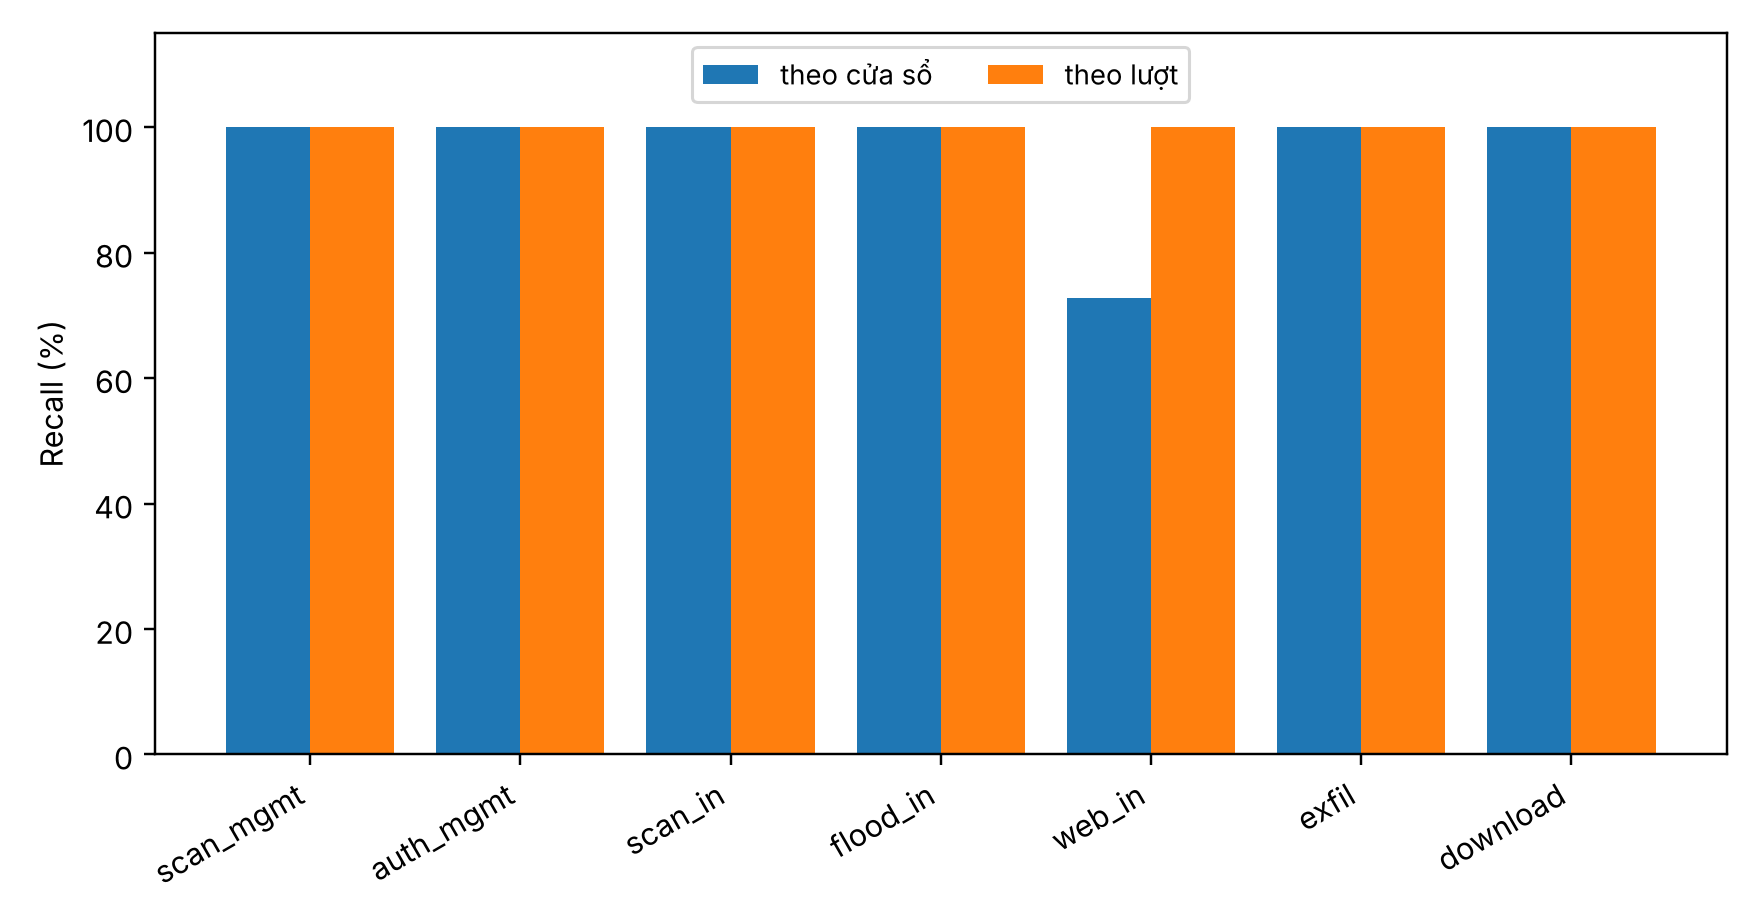 theo cửa sổ theo lượt
100
80
60
40
20
0
Recall (%)
scan_mgmt auth_mgmt scan_in flood_in web_in exfil download